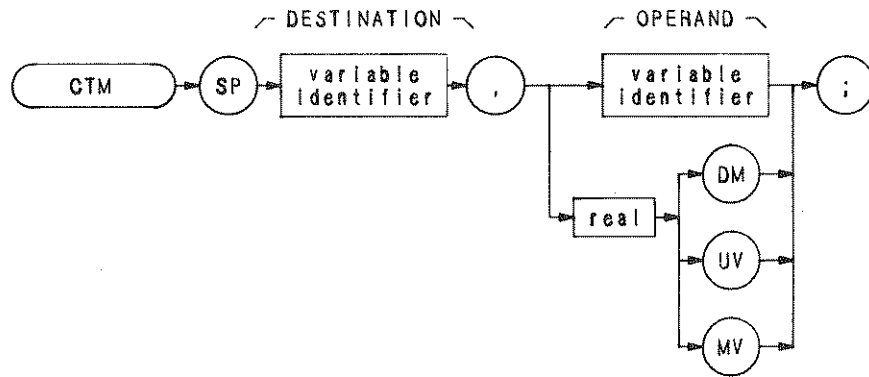 DESTINATION
OPERAND
CTM
SP
variable
identifier
,
variable
identifier
;
real
DM
UV
MV